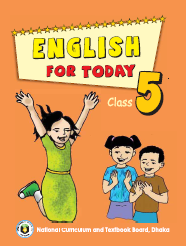 ENGLISH
FOR TODAY
Class 5
National Curriculum and Textbook Board, Dhaka